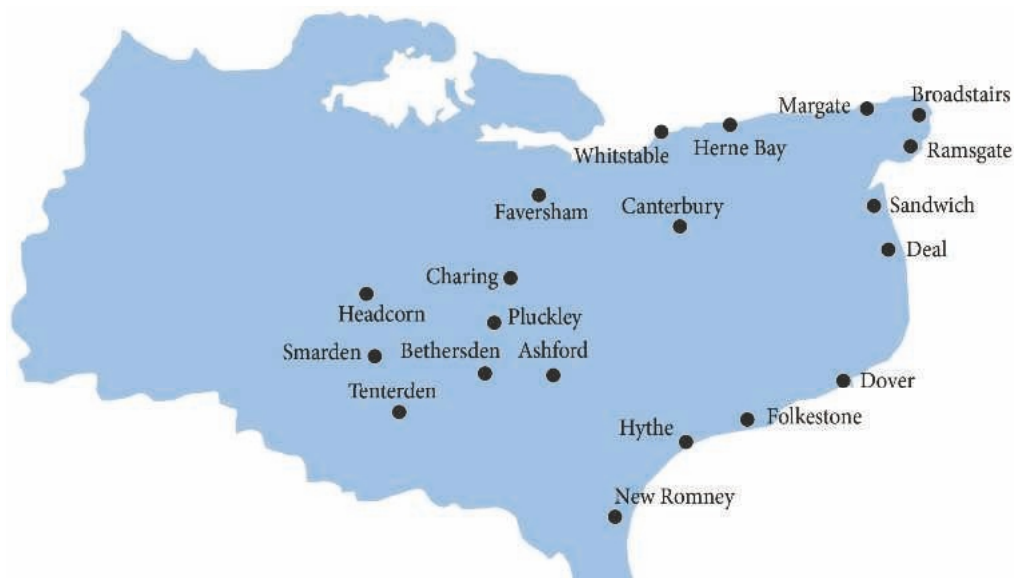 Broadstairs
Margate
Herne Bay
Whitstable
Ramsgate
Faversham
Canterbury
Sandwich
Deal
Charing
Headcorn
Pluckley
Smarden
Bethersden
Ashford
Tenterden
Dover
Folkestone
Hythe
New Romney